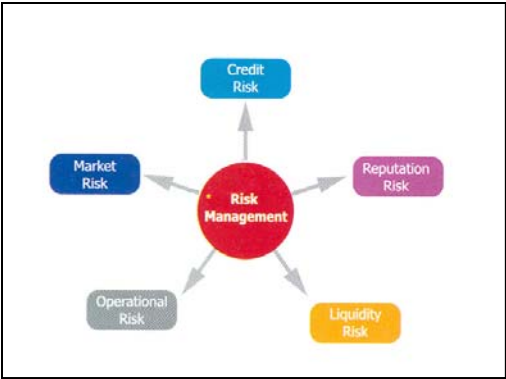 Credit
Risk
Market
Risk
Reputation
Risk
Risk
Management
Operational
Risk
Liquidity
Risk